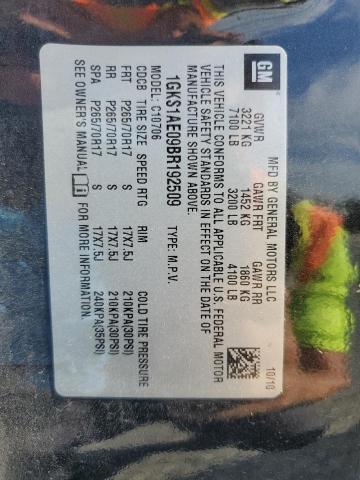 GM
MFD BY GENERAL MOTORS LLC 10/10
GVWR GAWR FRT GAWR RR
3221 KG 1452 KG 1860 KG
7100 LB 3200 LB 4100 LB
THIS VEHICLE CONFORMS TO ALL APPLICABLE U.S. FEDERAL MOTOR
VEHICLE SAFETY STANDARDS IN EFFECT ON THE DATE OF
MANUFACTURE SHOWN ABOVE.
1GKS1AE09BR192509 TYPE: M.P.V.
MODEL: C10706
CDCB TIRE SIZE SPEED RTG RIM COLD TIRE PRESSURE
FRT P265/70R17 S 17X7.5J 210KPA(30PSI)
RR P265/70R17 S 17X7.5J 210KPA(30PSI)
SPA P265/70R17 S 17X7.5J 240KPA(35PSI)
SEE OWNER'S MANUAL FOR MORE INFORMATION.